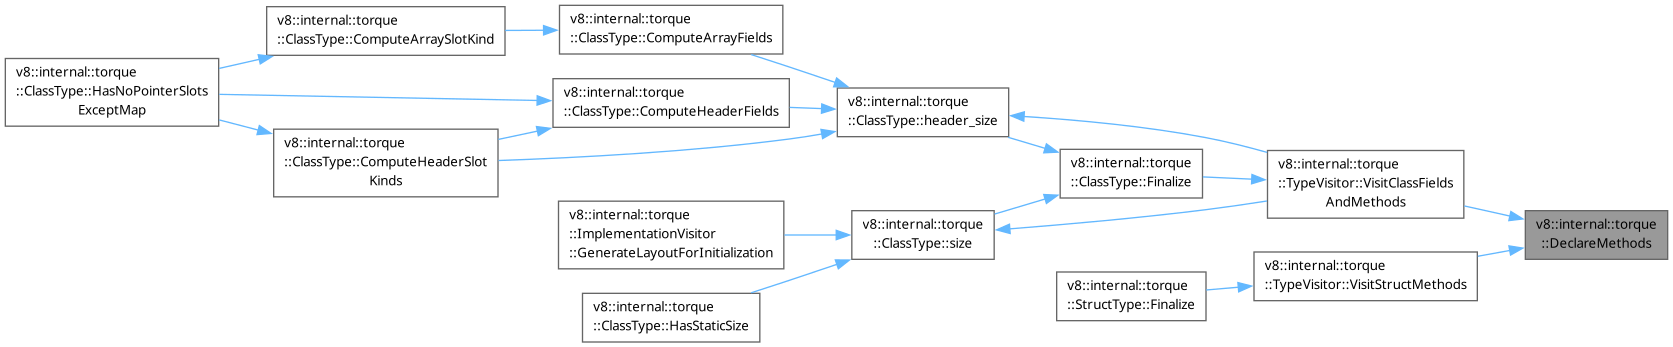 v8::internal::torque
::ClassType::HasNoPointerSlots
ExceptMap
v8::internal::torque
::ClassType::ComputeArraySlotKind
v8::internal::torque
::ClassType::ComputeHeaderSlot
Kinds
v8::internal::torque
::ClassType::ComputeArrayFields
v8::internal::torque
::ClassType::ComputeHeaderFields
v8::internal::torque
::ImplementationVisitor
::GenerateLayoutForInitialization
v8::internal::torque
::ClassType::HasStaticSize
v8::internal::torque
::ClassType::header_size
v8::internal::torque
::ClassType::size
v8::internal::torque
::ClassType::Finalize
v8::internal::torque
::StructType::Finalize
v8::internal::torque
::TypeVisitor::VisitClassFields
AndMethods
v8::internal::torque
::TypeVisitor::VisitStructMethods
v8::internal::torque
::DeclareMethods